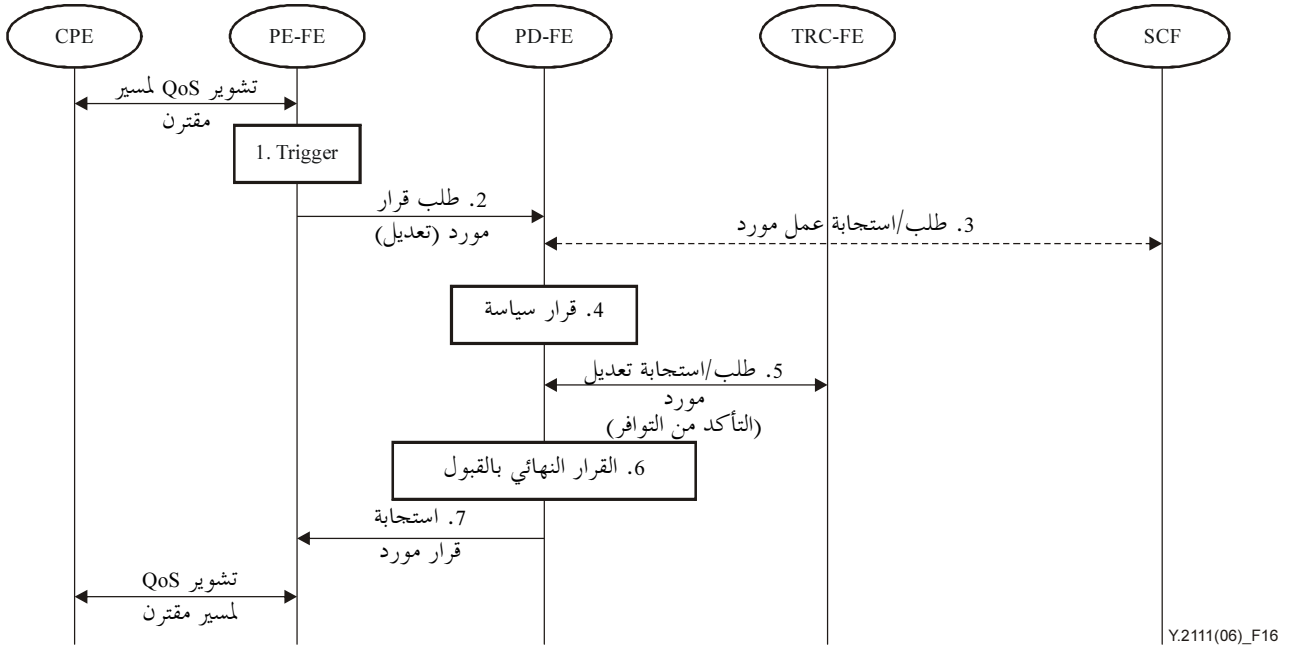 CPE
PE-FE
PD-FE
TRC-FE
SCF
تشوير QoS لمسير
مقترن
1. Trigger
2. طلب قرار
مورد (تعديل)
3. طلب/استجابة عمل مورد
4. قرار سياسة
5. طلب/استجابة تعديل
مورد
(التأكد من التوافر)
6. القرار النهائي بالقبول
7. استجابة
قرار مورد
تشوير QoS
لمسير مقترن
Y.2111(06)_F16